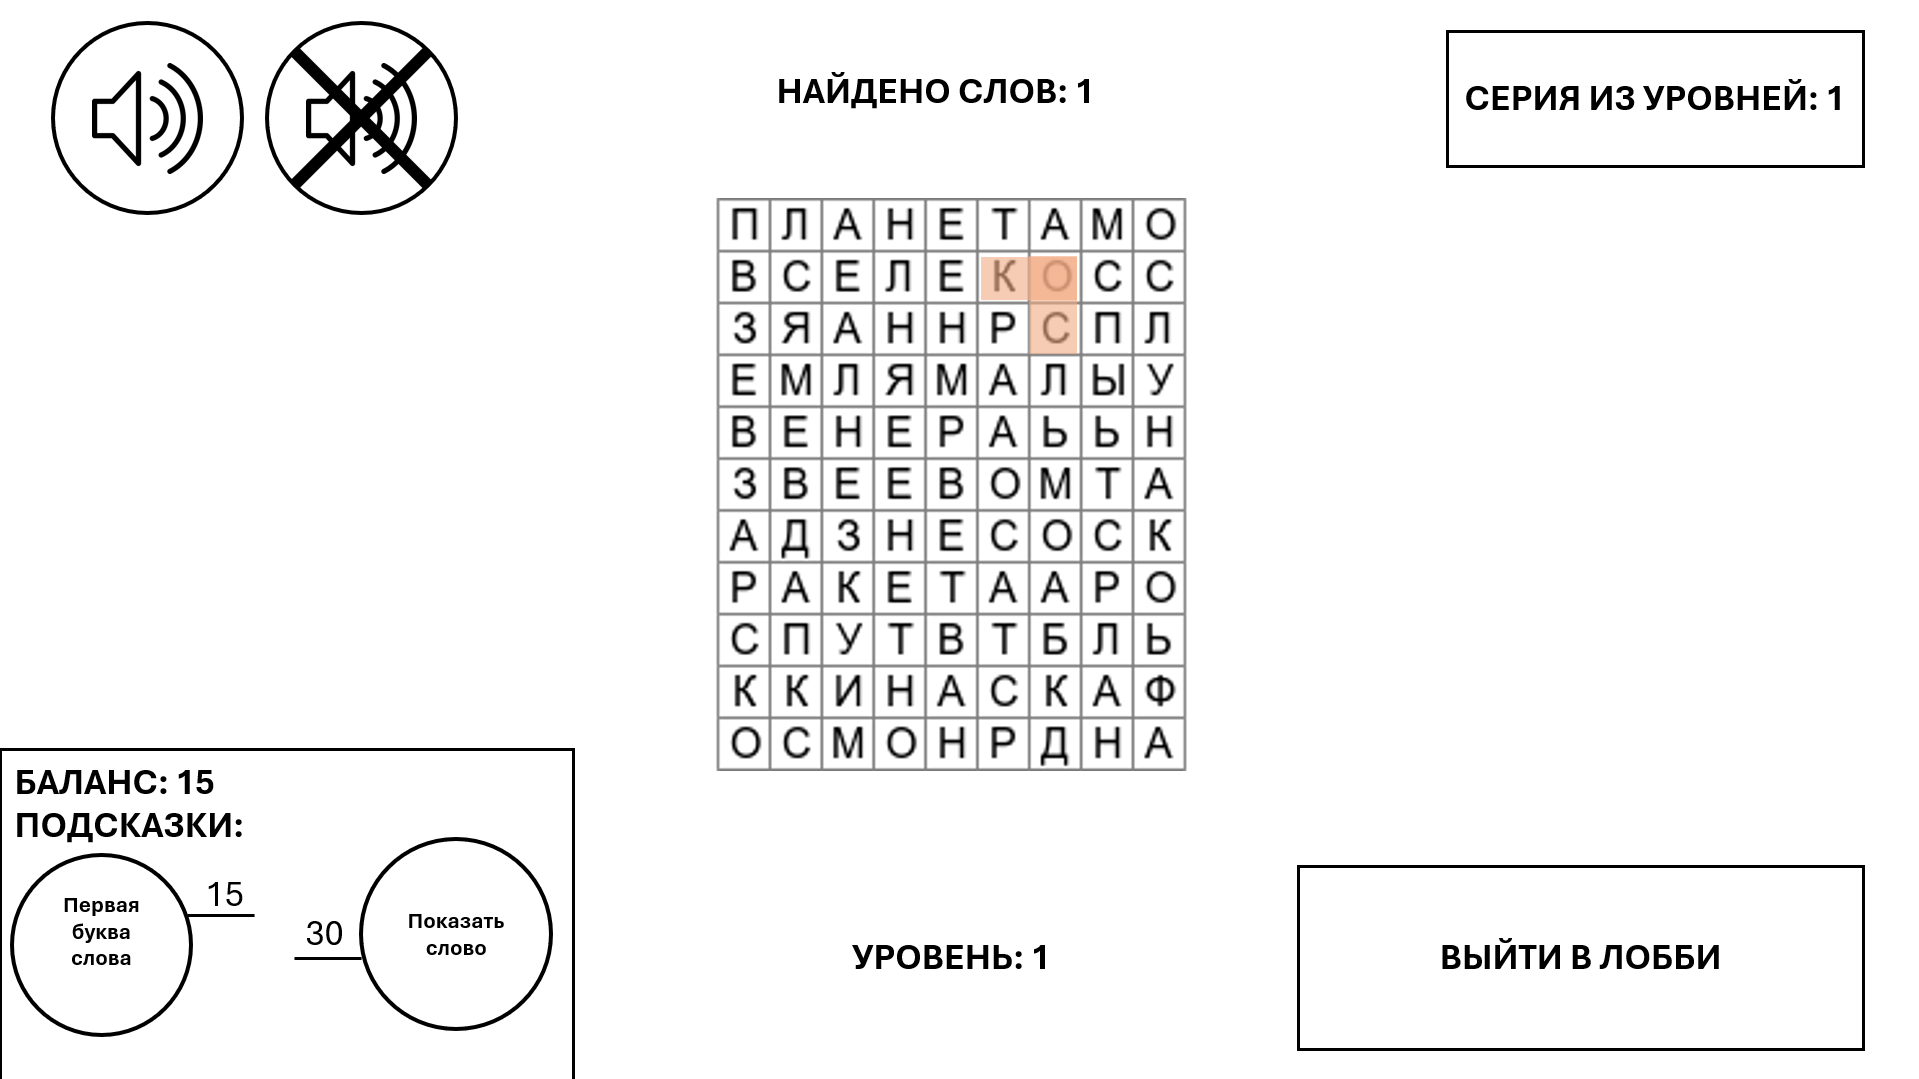 НАЙДЕНО СЛОВ: 1
СЕРИЯ ИЗ УРОВНЕЙ: 1
П Л А Н Е Т А М О
В С Е Л Е К О С С
З Я А Н Н Р С П Л
Е М Л Я М А Л Ы У
В Е Н Е Р А Ь Ь Н
З В Е Е В О М Т А
А Д З Н Е С О С К
Р А К Е Т А А Р О
С П У Т В Т Б Л Ь
К К И Н А С К А Ф
О С М О Н Р Д Н А
БАЛАНС: 15
ПОДСКАЗКИ:
Первая
буква
слова
15
30
Показать
слово
УРОВЕНЬ: 1
ВЫЙТИ В ЛОББИ